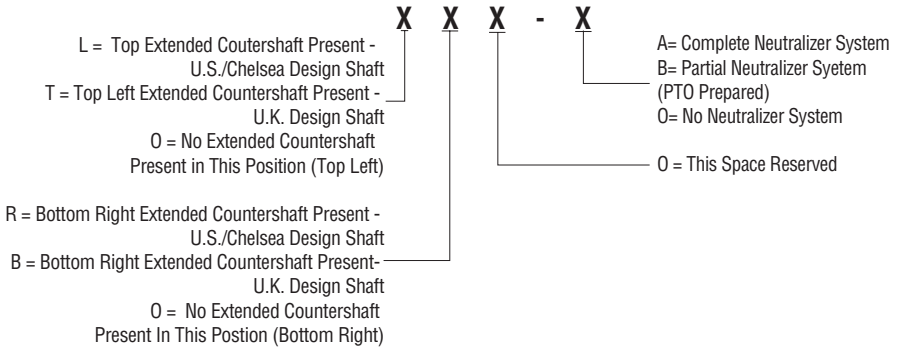 X X X - X
L = Top Extended Coutershaft Present -
U.S./Chelsea Design Shaft
T = Top Left Extended Countershaft Present -
U.K. Design Shaft
O = No Extended Countershaft
Present in This Position (Top Left)
R = Bottom Right Extended Countershaft Present -
U.S./Chelsea Design Shaft
B = Bottom Right Extended Countershaft Present-
U.K. Design Shaft
O = No Extended Countershaft
Present In This Postion (Bottom Right)
A= Complete Neutralizer System
B= Partial Neutralizer Syetem
(PTO Prepared)
O= No Neutralizer System
O = This Space Reserved